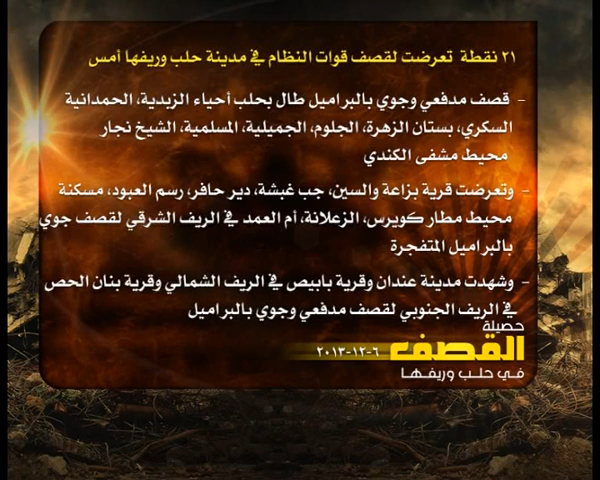 ٢١ نقطة تعرضت لقصف قوات النظام في مدينة حلب وريفها أمس
- قصف مدفعي وجوي بالبراميل طال بحلب أحياء الزبدية، الحمدانية
السكري، بستان الزهرة، الجلوم، الجميلية، المسلمية، الشيخ نجار
محيط مشفى الكندي
- وتعرضت قرية بزاعة والسين، جب غبشة، دير حافر، رسم العبود، مسكنة
محيط مطار كويرس، الزعلانة، أم العمد في الريف الشرقي لقصف جوي
بالبراميل المتفجرة
- وشهدت مدينة عندان وقرية بابيص في الريف الشمالي وقرية بنان الحص
في الريف الجنوبي لقصف مدفعي وجوي بالبراميل
حصيلة
القصف
٦-١٢-٢٠١٣
في حلب وريفها